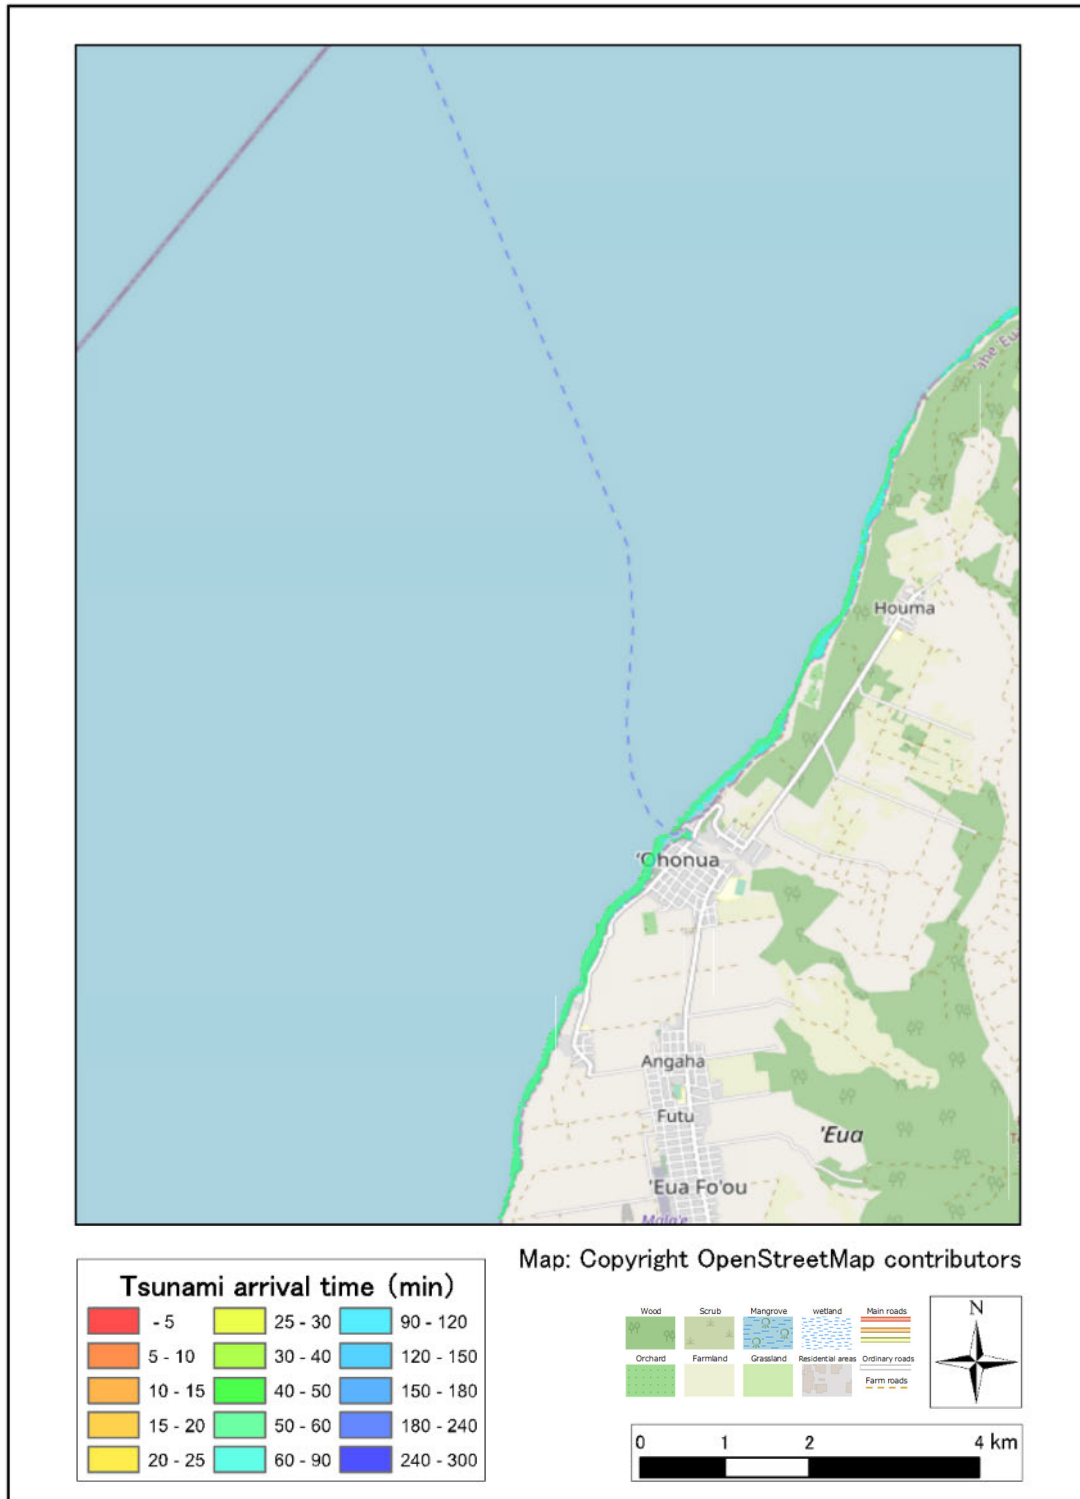 'ahe 'Eu
Houma
'Ohonua
Angaha
Futu
'Eua
'Eua Fo'ou
Mala'e
Map: Copyright OpenStreetMap contributors
Tsunami arrival time (min)
- 5
5 - 10
10 - 15
15 - 20
20 - 25
25 - 30
30 - 40
40 - 50
50 - 60
60 - 90
90 - 120
120 - 150
150 - 180
180 - 240
240 - 300
Wood
Scrub
Mangrove
wetland
Main roads
Orchard
Farmland
Grassland
Residential areas
Ordinary roads
Farm roads
N
0 1 2 4 km